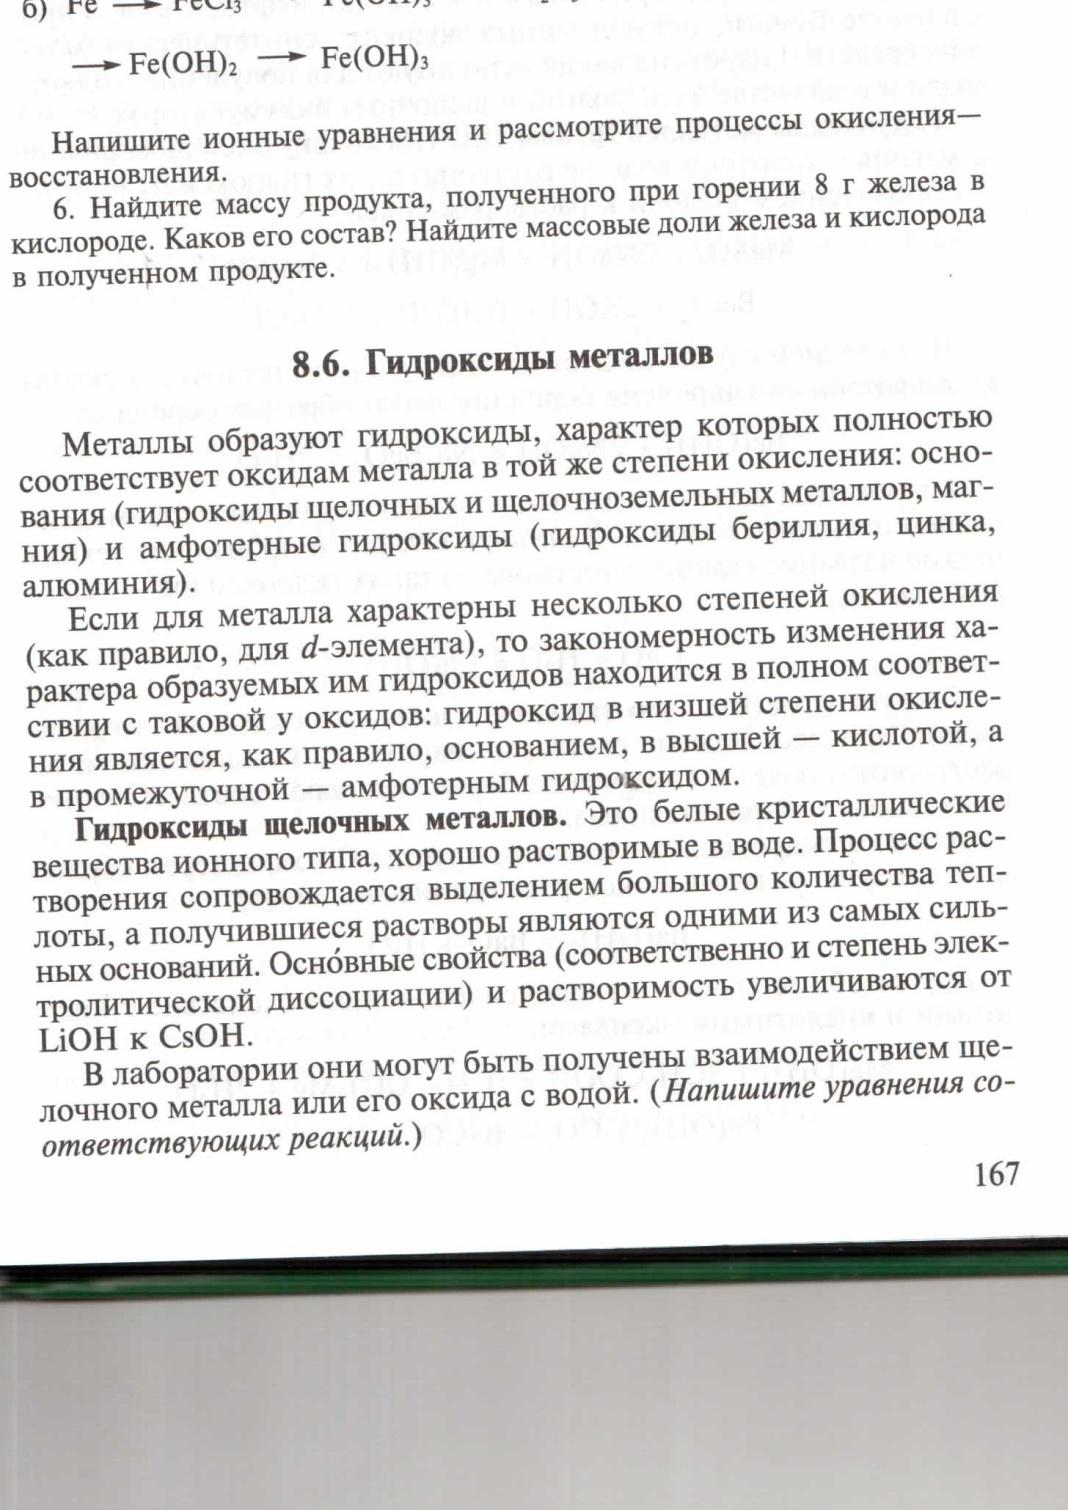 б) Fe → FeCl₃
→ Fe(OH)₂ → Fe(OH)₃
Напишите ионные уравнения и рассмотрите процессы окисления—
восстановления.
6. Найдите массу продукта, полученного при горении 8 г железа в
кислороде. Каков его состав? Найдите массовые доли железа и кислорода
в полученном продукте.
8.6. Гидроксиды металлов
Металлы образуют гидроксиды, характер которых полностью
соответствует оксидам металла в той же степени окисления: осно-
вания (гидроксиды щелочных и щелочноземельных металлов, маг-
ния) и амфотерные гидроксиды (гидроксиды бериллия, цинка,
алюминия).
Если для металла характерны несколько степеней окисления
(как правило, для d-элемента), то закономерность изменения ха-
рактера образуемых им гидроксидов находится в полном соответ-
ствии с таковой у оксидов: гидроксид в низшей степени окисле-
ния является, как правило, основанием, в высшей — кислотой, а
в промежуточной — амфотерным гидроксидом.
Гидроксиды щелочных металлов. Это белые кристаллические
вещества ионного типа, хорошо растворимые в воде. Процесс рас-
творения сопровождается выделением большого количества теп-
лоты, а получившиеся растворы являются одними из самых силь-
ных оснований. Осно́вные свойства (соответственно и степень элек-
тролитической диссоциации) и растворимость увеличиваются от
LiOH к CsOH.
В лаборатории они могут быть получены взаимодействием ще-
лочного металла или его оксида с водой. (Напишите уравнения со-
ответствующих реакций.)
167